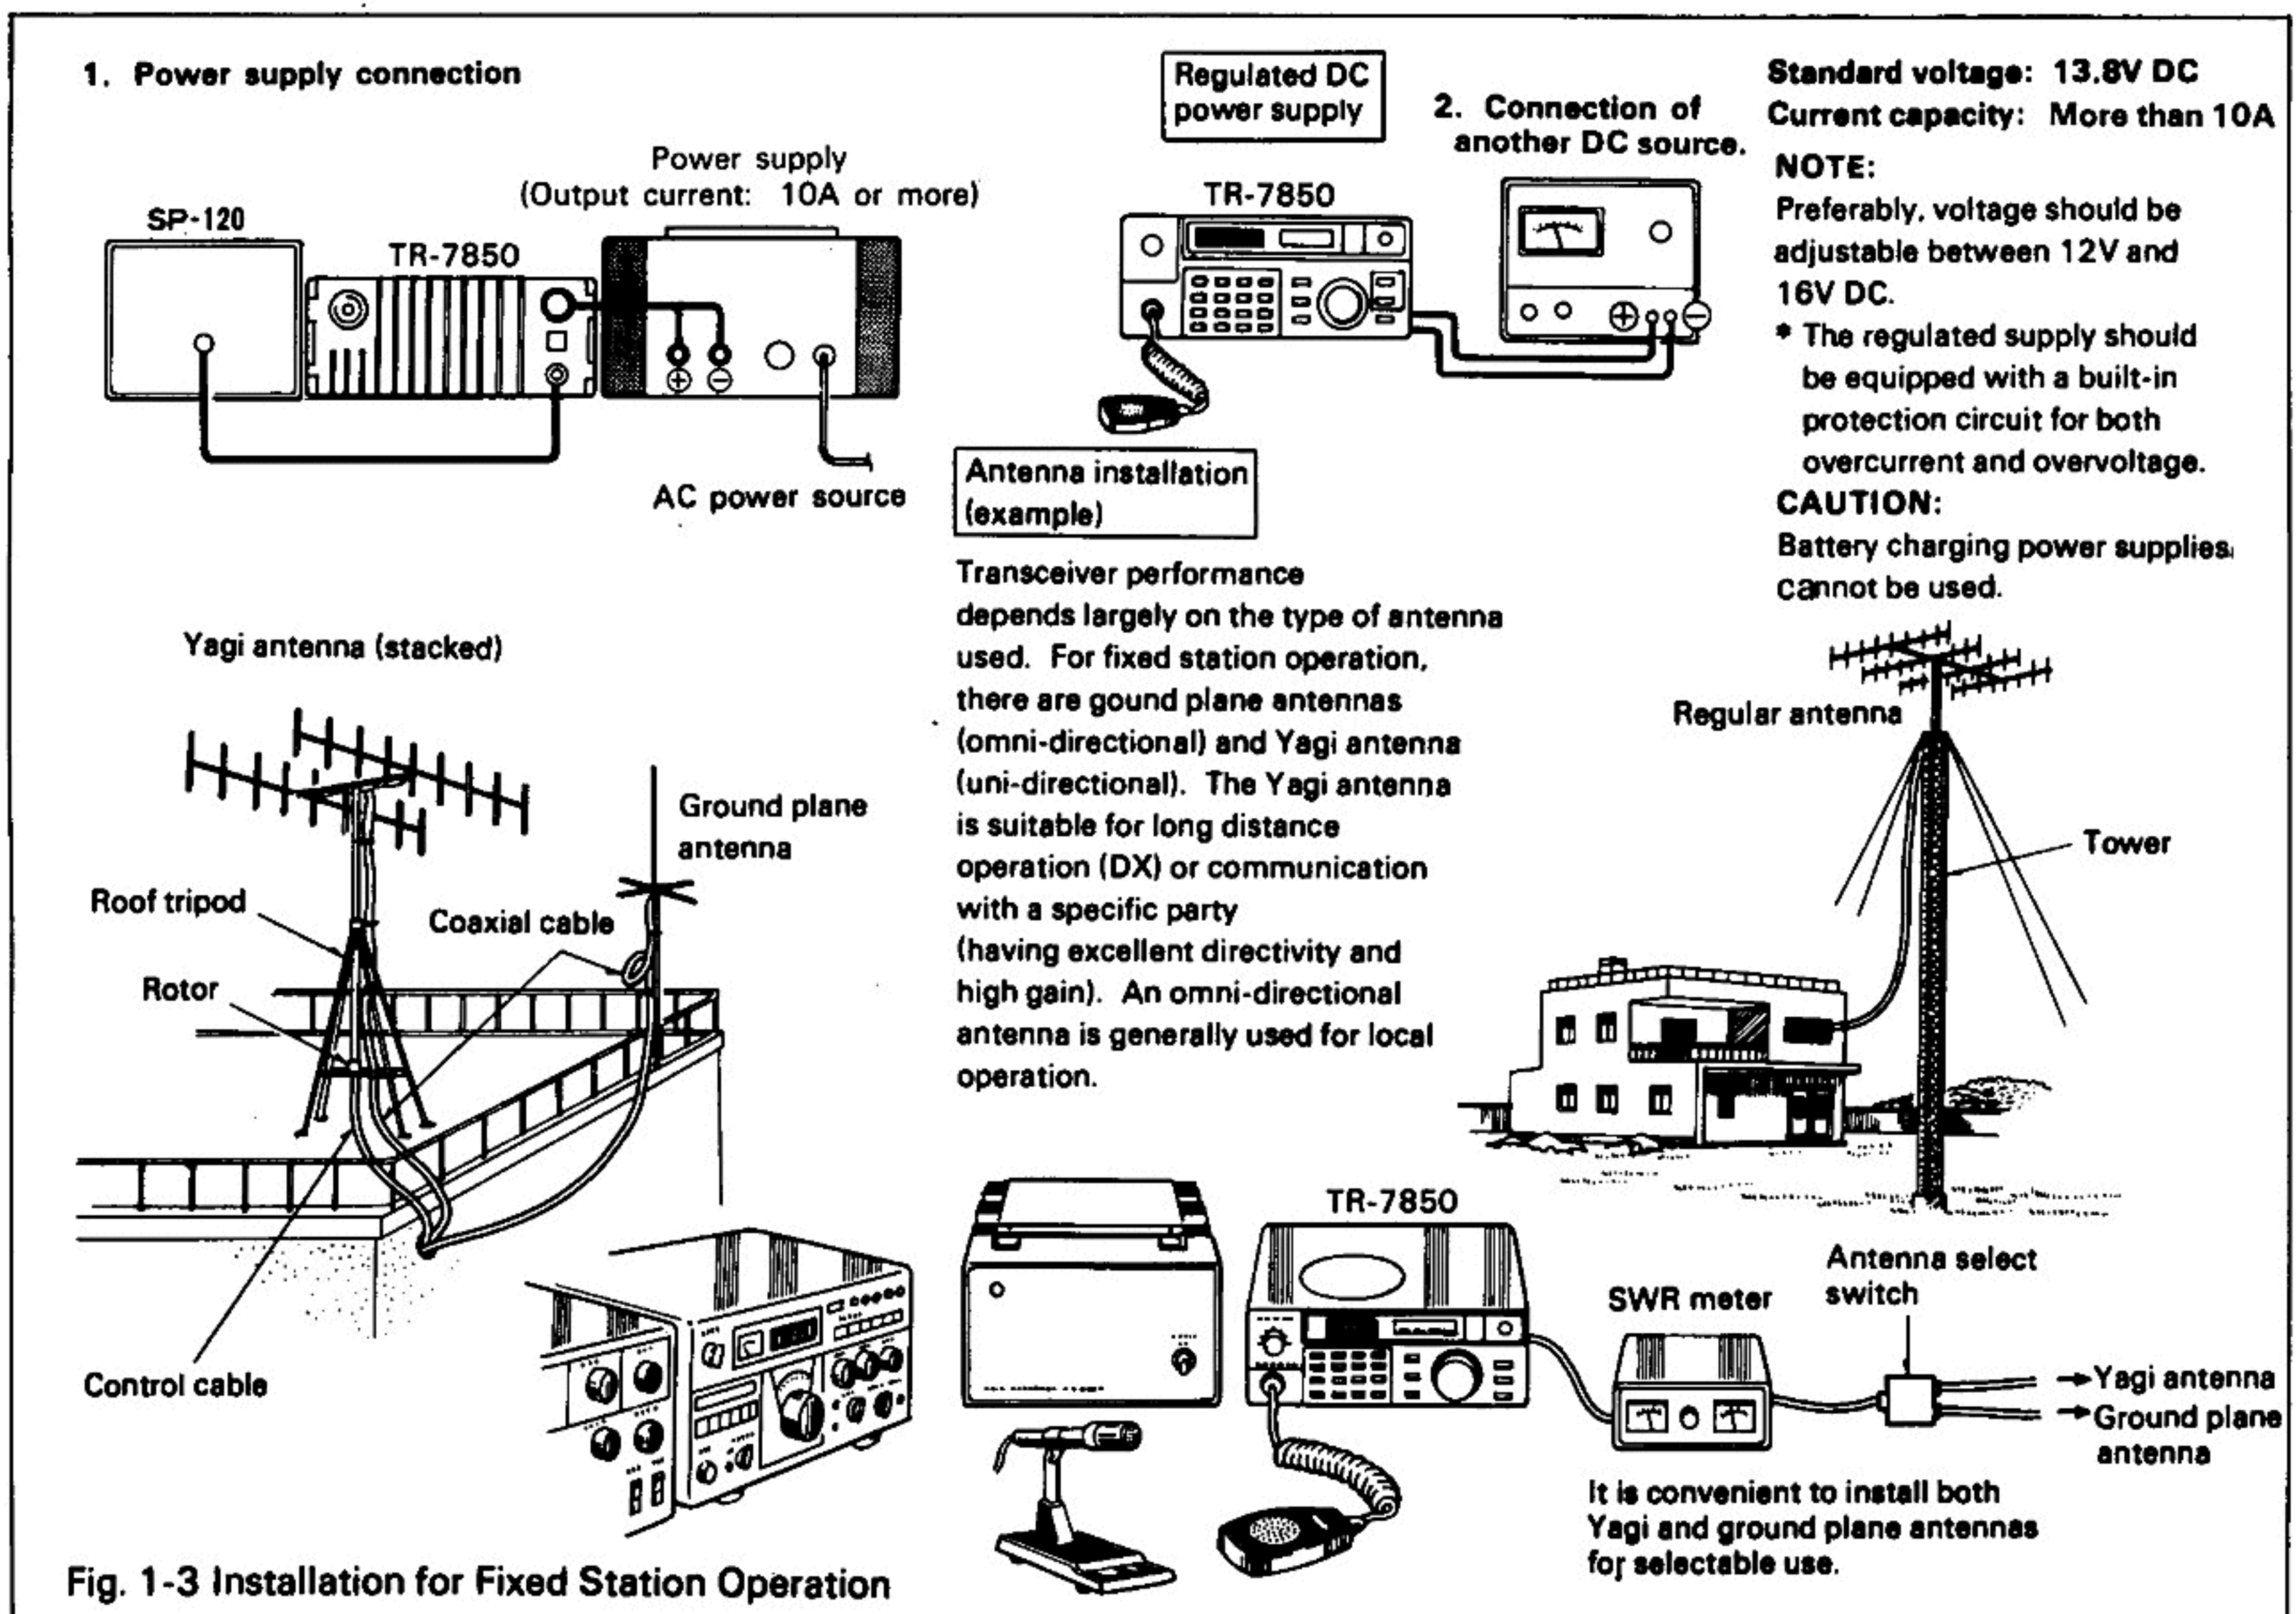 1. Power supply connection
Power supply
(Output current: 10A or more)
SP-120
TR-7850
⊕ ⊖
AC power source
Regulated DC
power supply
2. Connection of
another DC source.
TR-7850
⊕ ⊖
Standard voltage: 13.8V DC
Current capacity: More than 10A
NOTE:
Preferably, voltage should be
adjustable between 12V and
16V DC.
* The regulated supply should
be equipped with a built-in
protection circuit for both
overcurrent and overvoltage.
CAUTION:
Battery charging power supplies
cannot be used.
Antenna installation
(example)
Transceiver performance
depends largely on the type of antenna
used. For fixed station operation,
there are gound plane antennas
(omni-directional) and Yagi antenna
(uni-directional). The Yagi antenna
is suitable for long distance
operation (DX) or communication
with a specific party
(having excellent directivity and
high gain). An omni-directional
antenna is generally used for local
operation.
Yagi antenna (stacked)
Ground plane
antenna
Roof tripod
Coaxial cable
Rotor
Control cable
Regular antenna
Tower
TR-7850
SWR meter
Antenna select
switch
Yagi antenna
Ground plane
antenna
It is convenient to install both
Yagi and ground plane antennas
for selectable use.
Fig. 1-3 Installation for Fixed Station Operation